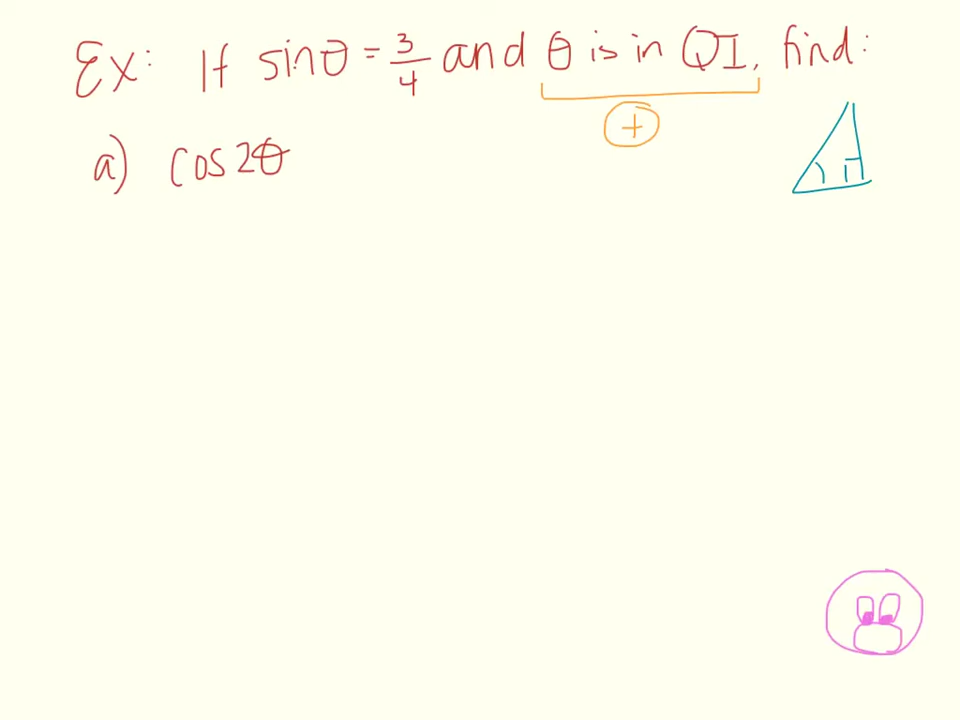 Ex: If sinθ = 3/4 and θ is in QI, find:
+
a) cos2θ